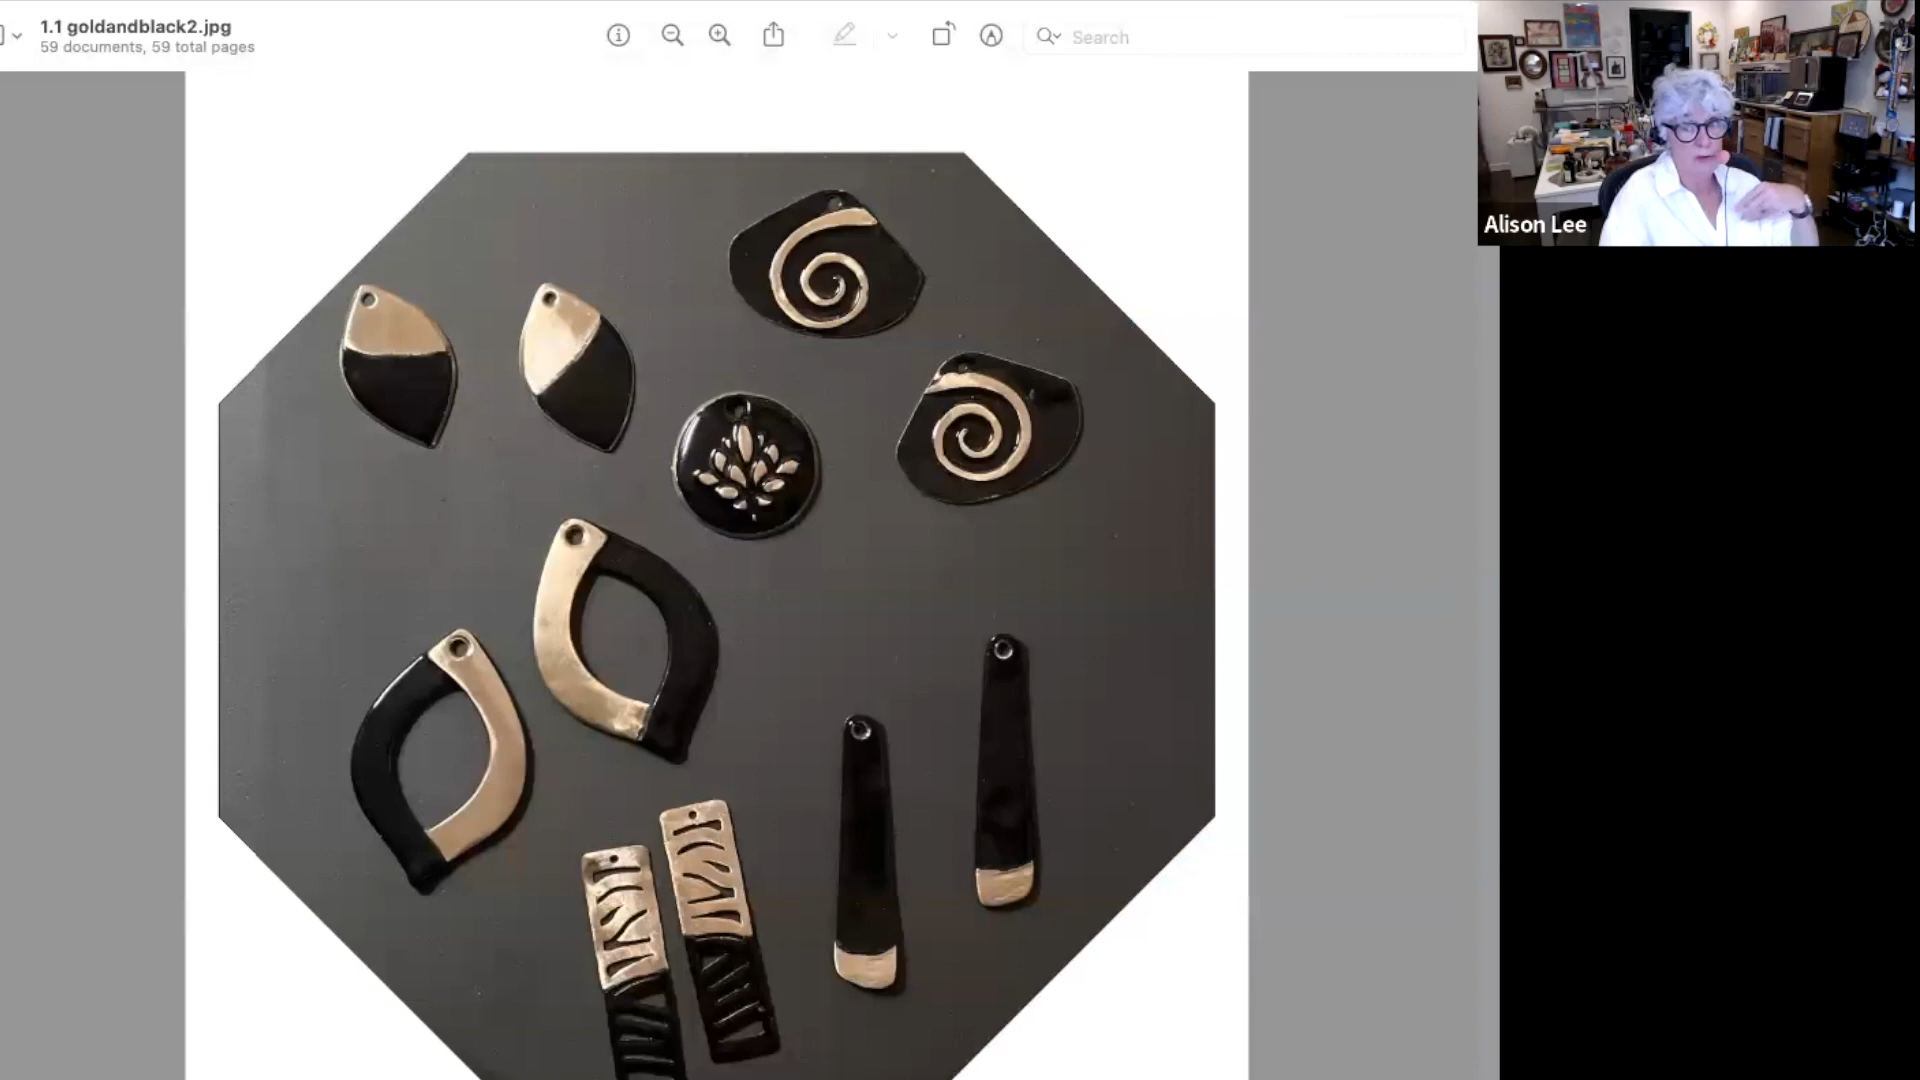 1.1 goldandblack2.jpg
59 documents, 59 total pages
Search
Alison Lee